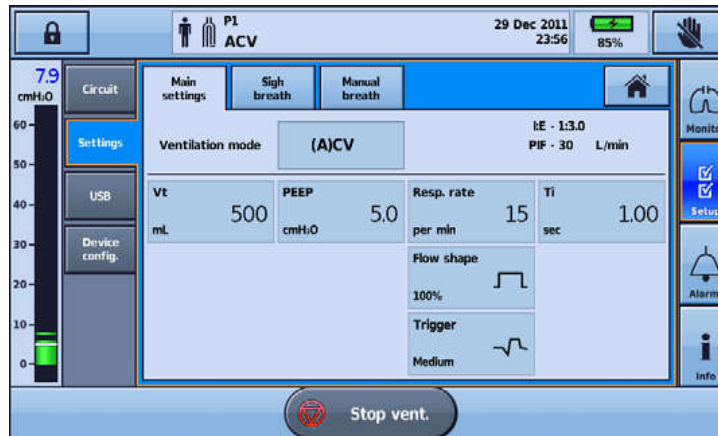 P1
ACV
29 Dec 2011
23:56
85%
7.9
cmH2O
60
50
40
30
20
10
0
Circuit
Settings
USB
Device
config.
Main
settings
Sigh
breath
Manual
breath
Ventilation mode
(A)CV
I:E - 1:3.0
PIF - 30 L/min
Vt
500
mL
PEEP
5.0
cmH2O
Resp. rate
15
per min
Ti
1.00
sec
Flow shape
100%
Trigger
Medium
Monito
Setup
Alarm
Info
Stop vent.